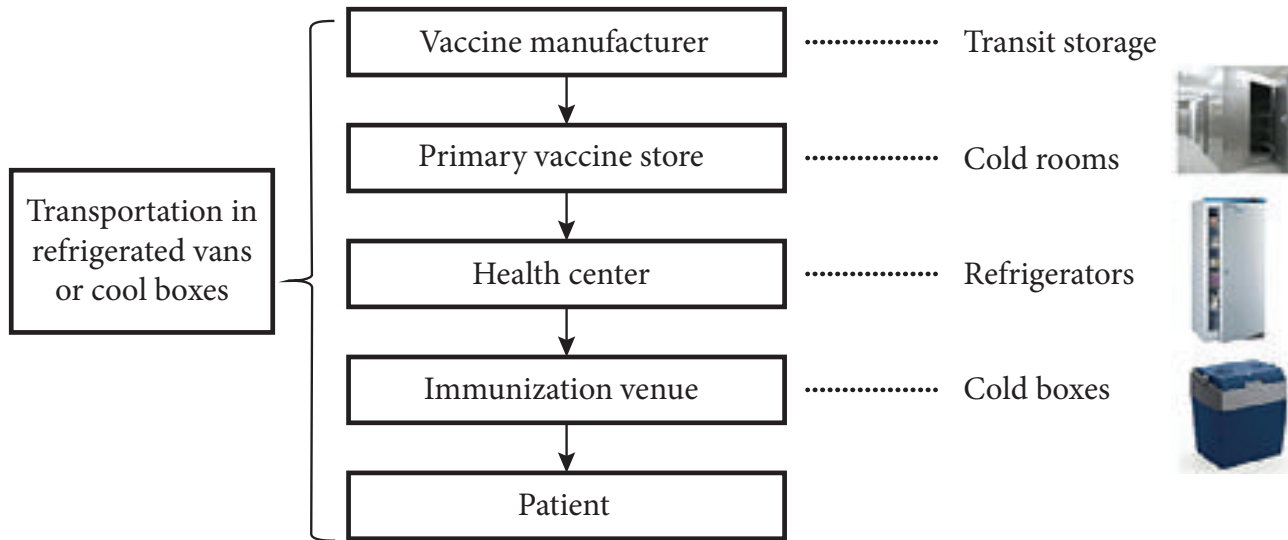 Vaccine manufacturer
Transit storage
Primary vaccine store
Cold rooms
Transportation in
refrigerated vans
or cool boxes
Health center
Refrigerators
Immunization venue
Cold boxes
Patient